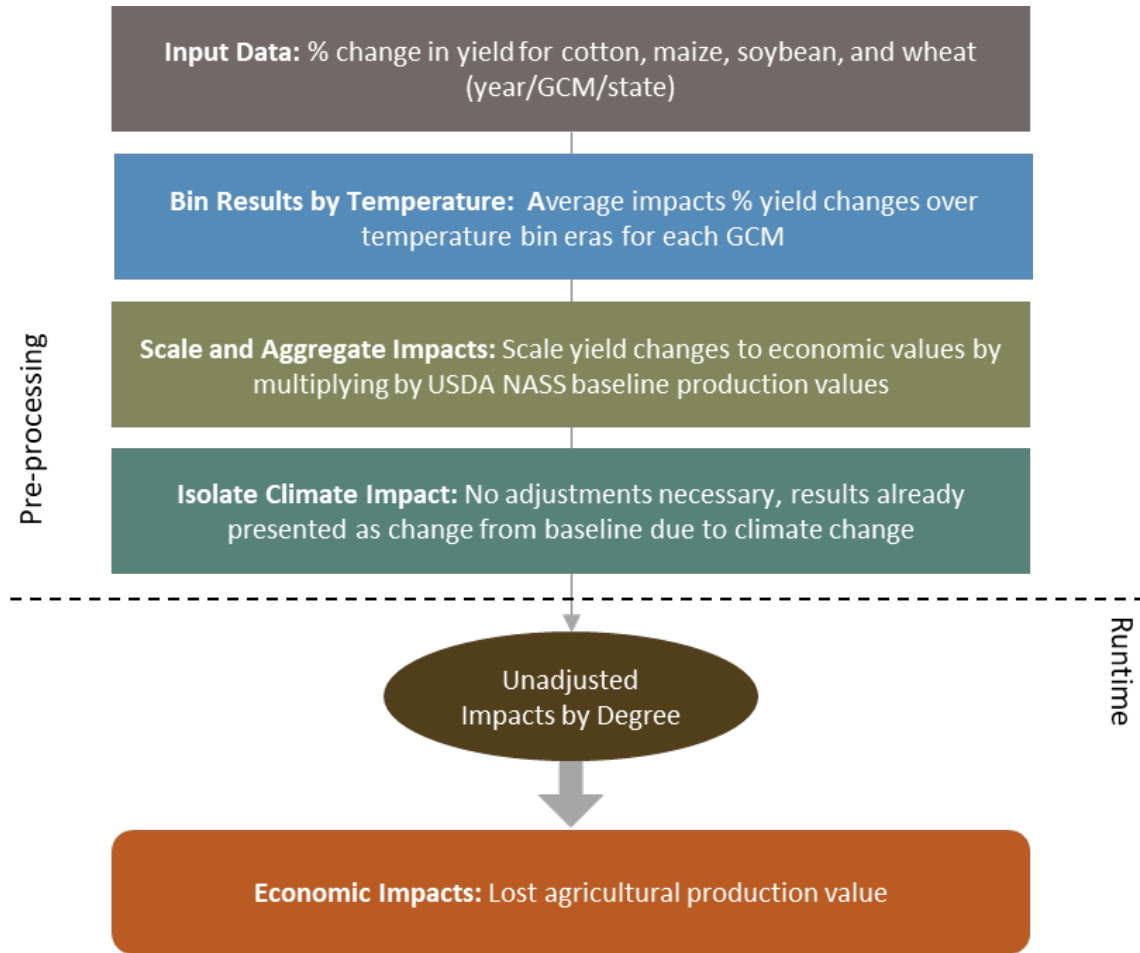 Input Data: % change in yield for cotton, maize, soybean, and wheat
(year/GCM/state)
Bin Results by Temperature:  Average impacts % yield changes over
temperature bin eras for each GCM
Scale and Aggregate Impacts: Scale yield changes to economic values by
multiplying by USDA NASS baseline production values
Isolate Climate Impact: No adjustments necessary, results already
presented as change from baseline due to climate change
Pre-processing
Runtime
Unadjusted
Impacts by Degree
Economic Impacts: Lost agricultural production value